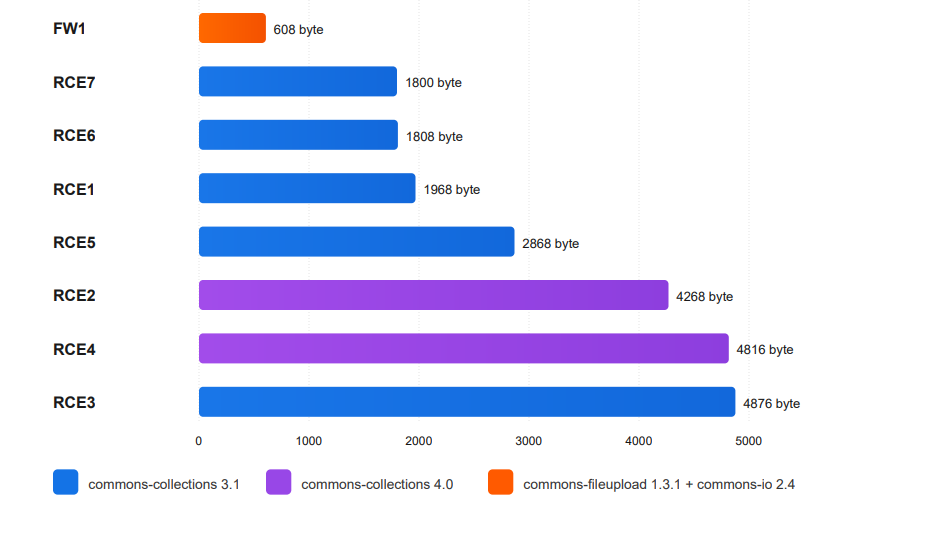 FW1 608 byte
RCE7 1800 byte
RCE6 1808 byte
RCE1 1968 byte
RCE5 2868 byte
RCE2 4268 byte
RCE4 4816 byte
RCE3 4876 byte
0 1000 2000 3000 4000 5000
commons-collections 3.1 commons-collections 4.0 commons-fileupload 1.3.1 + commons-io 2.4